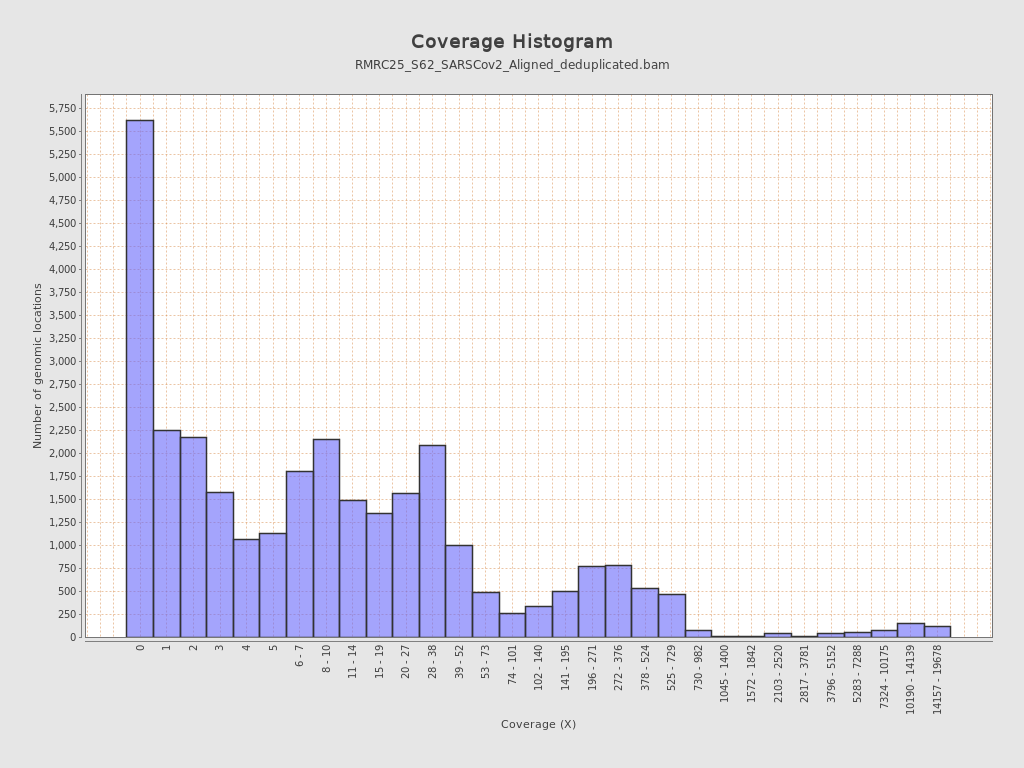 Coverage Histogram
RMRC25_S62_SARSCov2_Aligned_deduplicated.bam
Number of genomic locations
5,750
5,500
5,250
5,000
4,750
4,500
4,250
4,000
3,750
3,500
3,250
3,000
2,750
2,500
2,250
2,000
1,750
1,500
1,250
1,000
750
500
250
0
0
1
2
3
4
5
6 - 7
8 - 10
11 - 14
15 - 19
20 - 27
28 - 38
39 - 52
53 - 73
74 - 101
102 - 140
141 - 195
196 - 271
272 - 376
378 - 524
525 - 729
730 - 982
1045 - 1400
1572 - 1842
2103 - 2520
2817 - 3781
3796 - 5152
5283 - 7288
7324 - 10175
10190 - 14139
14157 - 19678
Coverage (X)